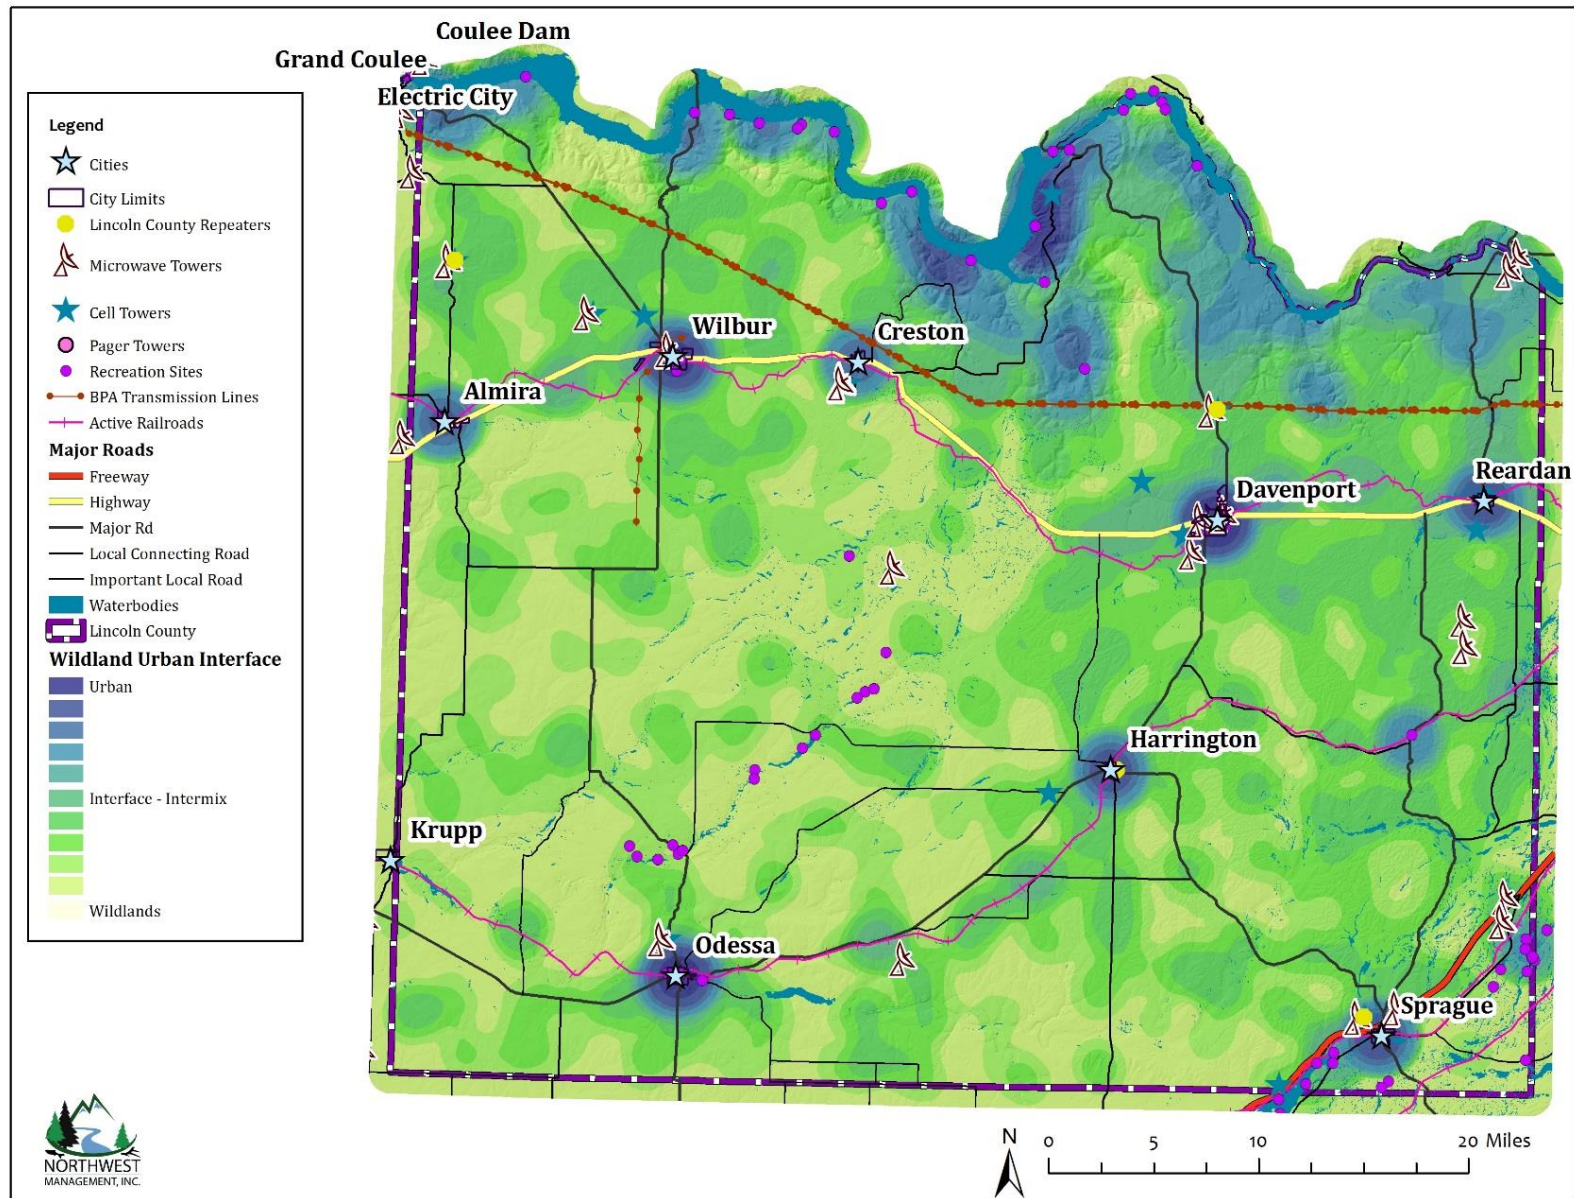 Coulee Dam
Grand Coulee
Electric City
Legend
Cities
City Limits
Lincoln County Repeaters
Microwave Towers
Cell Towers
Pager Towers
Recreation Sites
BPA Transmission Lines
Active Railroads
Major Roads
Freeway
Highway
Major Rd
Local Connecting Road
Important Local Road
Waterbodies
Lincoln County
Wildland Urban Interface
Urban
Interface - Intermix
Wildlands
Wilbur
Creston
Almira
Reardan
Davenport
Harrington
Krupp
Odessa
Sprague
NORTHWEST
MANAGEMENT, INC.
N
0 5 10 20 Miles